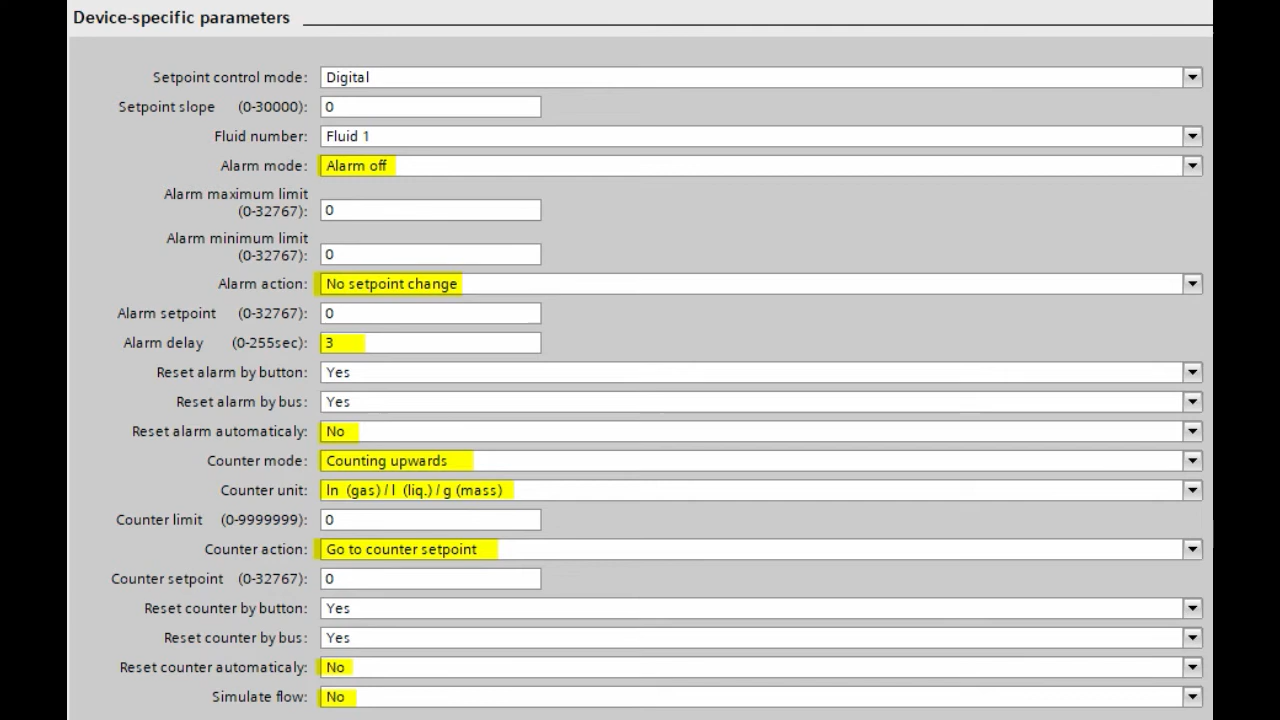 Device-specific parameters
Setpoint control mode: Digital
Setpoint slope (0-30000): 0
Fluid number: Fluid 1
Alarm mode: Alarm off
Alarm maximum limit
(0-32767): 0
Alarm minimum limit
(0-32767): 0
Alarm action: No setpoint change
Alarm setpoint (0-32767): 0
Alarm delay (0-255sec): 3
Reset alarm by button: Yes
Reset alarm by bus: Yes
Reset alarm automaticaly: No
Counter mode: Counting upwards
Counter unit: ln (gas) / l (liq.) / g (mass)
Counter limit (0-9999999): 0
Counter action: Go to counter setpoint
Counter setpoint (0-32767): 0
Reset counter by button: Yes
Reset counter by bus: Yes
Reset counter automaticaly: No
Simulate flow: No